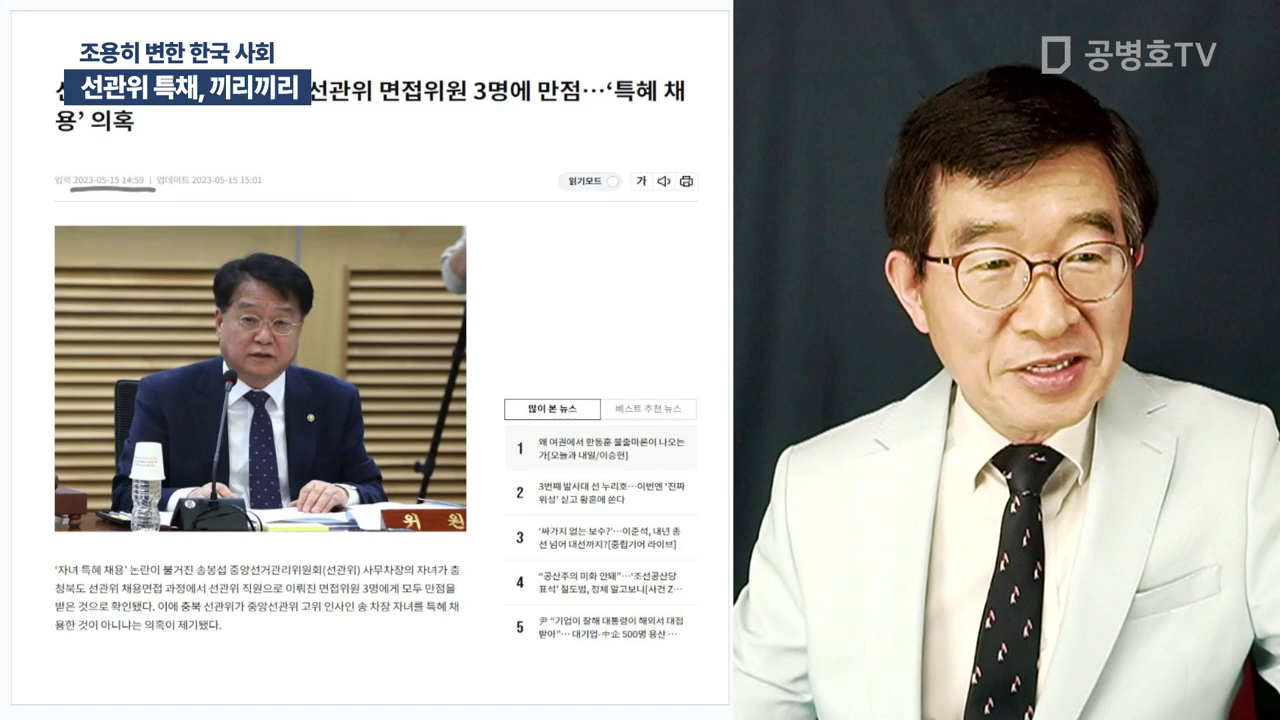 조용히 변한 한국 사회
선관위 특채, 끼리끼리
공병호TV
선관위 면접위원 3명에 만점…‘특혜 채
용’ 의혹
입력 2023-05-15 14:59 | 업데이트 2023-05-15 15:01
읽기모드 가
위 원
많이 본 뉴스 베스트 추천 뉴스
1 왜 여권에서 한동훈 불출마론이 나오는
가[오늘과 내일/이승헌]
2 3번째 발사대 선 누리호…이번엔 ‘진짜
위성’ 싣고 황혼에 쏜다
3 ‘싸가지 없는 보수?’…이준석, 내년 총
선 넘어 대선까지?[중립기어 라이브]
4 “공산주의 미화 안돼”…‘조선공산당
표석’ 절도범, 정체 알고보니[사건 Z…
5 尹 “기업이 잘해 대통령이 해외서 대접
받아”… 대기업·中企 500명 용산 …
‘자녀 특혜 채용’ 논란이 불거진 송봉섭 중앙선거관리위원회(선관위) 사무차장의 자녀가 충
청북도 선관위 채용면접 과정에서 선관위 직원으로 이뤄진 면접위원 3명에게 모두 만점을
받은 것으로 확인됐다. 이에 충북 선관위가 중앙선관위 고위 인사인 송 차장 자녀를 특혜 채
용한 것이 아니냐는 의혹이 제기됐다.